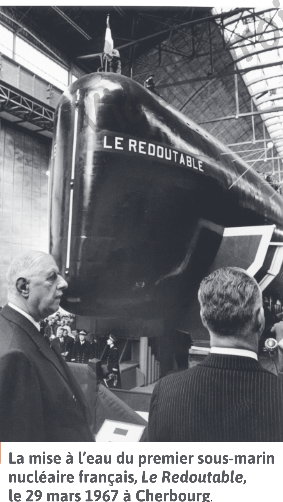 LE REDOUTABLE
La mise à l'eau du premier sous-marin
nucléaire français, Le Redoutable,
le 29 mars 1967 à Cherbourg.